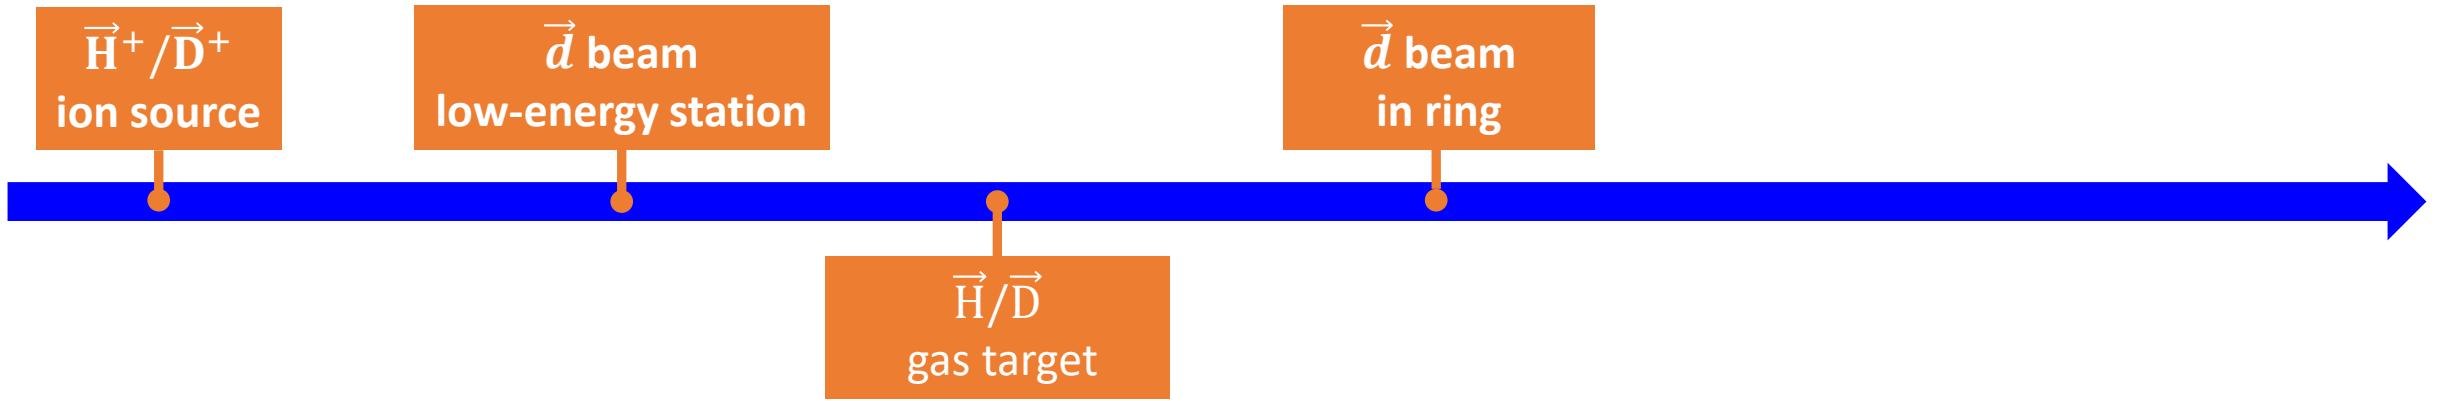 H⃗⁺/D⃗⁺
ion source
d⃗ beam
low-energy station
H⃗/D⃗
gas target
d⃗ beam
in ring